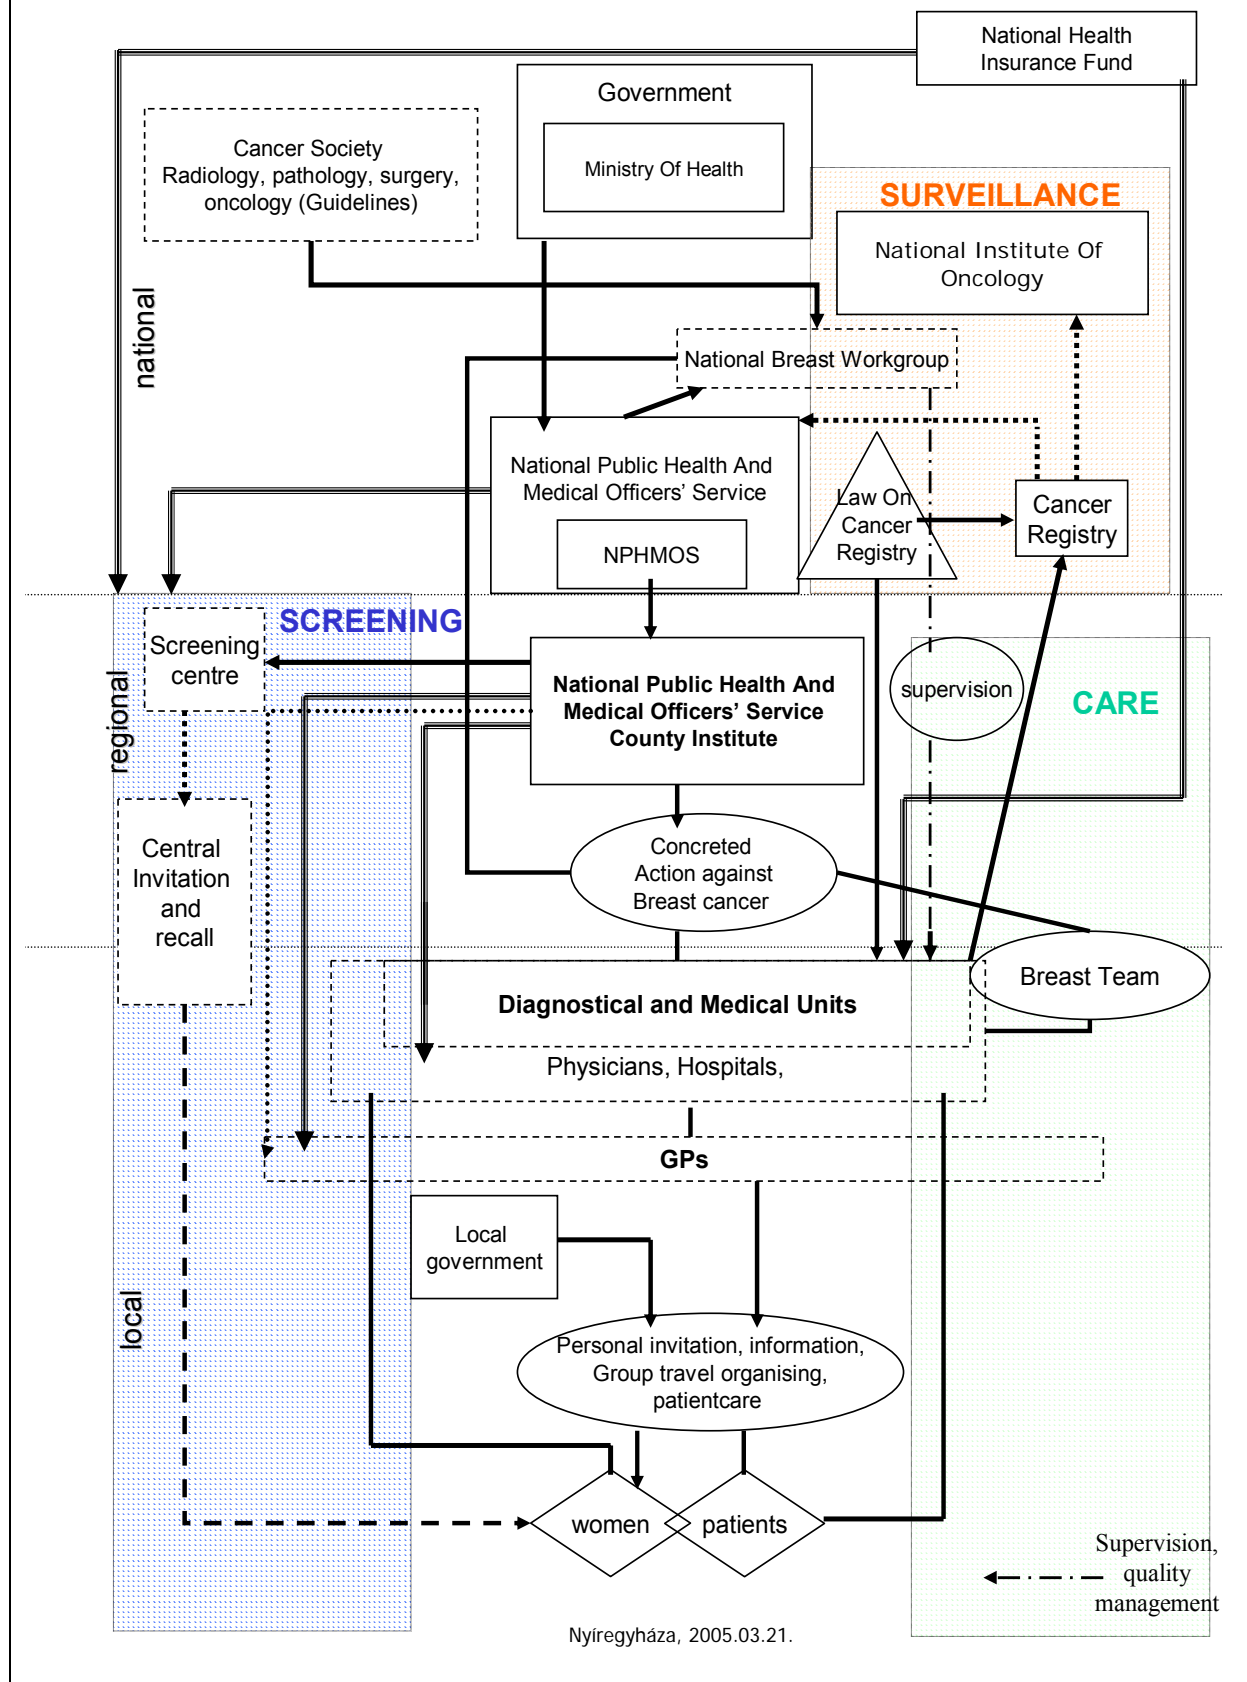 National Health
Insurance Fund
Government
Ministry Of Health
Cancer Society
Radiology, pathology, surgery,
oncology (Guidelines)
SURVEILLANCE
National Institute Of
Oncology
national
National Breast Workgroup
National Public Health And
Medical Officers’ Service
NPHMOS
Law On
Cancer
Registry
Cancer
Registry
SCREENING
Screening
centre
regional
National Public Health And
Medical Officers’ Service
County Institute
supervision
CARE
Central
Invitation
and
recall
Concreted
Action against
Breast cancer
Breast Team
Diagnostical and Medical Units
Physicians, Hospitals,
GPs
Local
government
local
Personal invitation, information,
Group travel organising,
patientcare
women
patients
Supervision,
quality
management
Nyíregyháza, 2005.03.21.